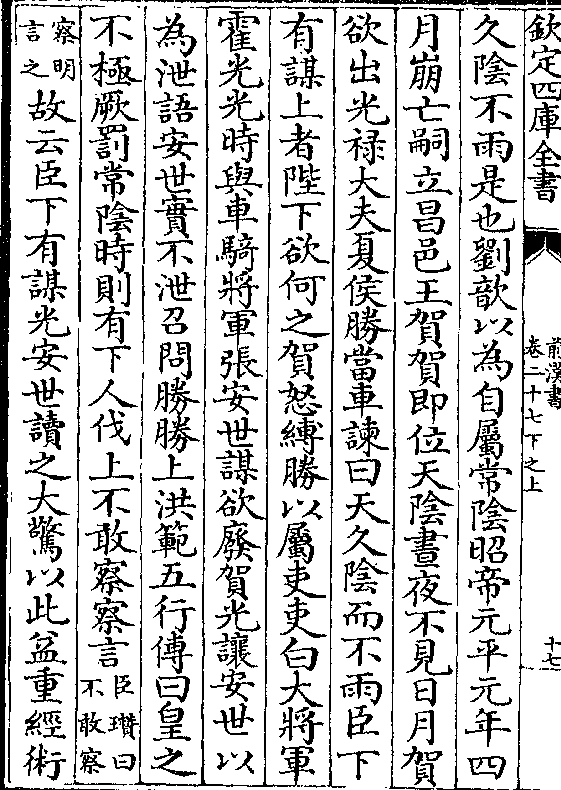 欽定四庫全書
前漢書
卷二十七下之上
十七
久陰不雨是也劉歆以為自屬常陰昭帝元平元年四
月崩亡嗣立昌邑王賀賀即位天陰晝夜不見日月賀
欲出光禄大夫夏侯勝當車諫曰天久陰而不雨臣下
有謀上者陛下欲何之賀怒縛勝以屬吏吏白大將軍
霍光光時與車騎將軍張安世謀欲廢賀光讓安世以
為泄語安世實不泄召問勝勝上洪範五行傳曰皇之
不極厥罰常陰時則有下人伐上不敢察察言
臣瓚曰
不敢察
察明
言之
故云臣下有謀光安世讀之大驚以此益重經術